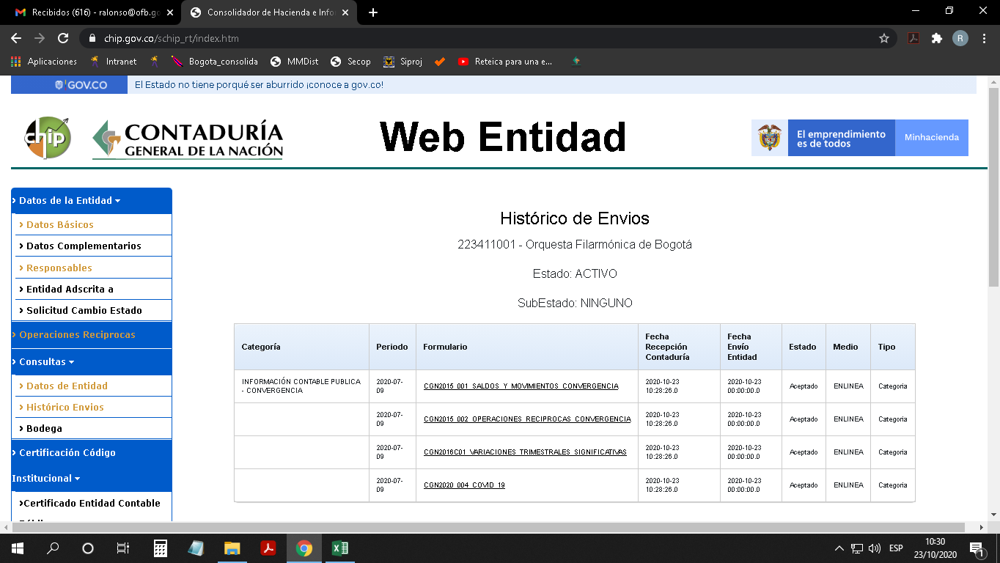 Recibidos (616) - ralonso@ofb.go
Consolidador de Hacienda e Info
chip.gov.co/schip_rt/index.htm
R
Aplicaciones
Intranet
Bogota_consolida
MMDist
Secop
Siproj
Reteica para una e...
GOV.CO
El Estado no tiene porqué ser aburrido ¡conoce a gov.co!
chip
CONTADURÍA
GENERAL DE LA NACIÓN
Web Entidad
El emprendimiento
es de todos
Minhacienda
› Datos de la Entidad
› Datos Básicos
› Datos Complementarios
› Responsables
› Entidad Adscrita a
› Solicitud Cambio Estado
› Operaciones Reciprocas
› Consultas
› Datos de Entidad
› Histórico Envios
› Bodega
› Certificación Código
Institucional
›Certificado Entidad Contable
Histórico de Envios
223411001 - Orquesta Filarmónica de Bogotá
Estado: ACTIVO
SubEstado: NINGUNO
Categoría Periodo Formulario Fecha Recepción Contaduría Fecha Envío Entidad Estado Medio Tipo
INFORMACIÓN CONTABLE PUBLICA - CONVERGENCIA 2020-07-09 CGN2015_001_SALDOS_Y_MOVIMIENTOS_CONVERGENCIA 2020-10-23 10:28:26.0 2020-10-23 00:00:00.0 Aceptado ENLINEA Categoria
2020-07-09 CGN2015_002_OPERACIONES_RECIPROCAS_CONVERGENCIA 2020-10-23 10:28:26.0 2020-10-23 00:00:00.0 Aceptado ENLINEA Categoria
2020-07-09 CGN2016C01_VARIACIONES_TRIMESTRALES_SIGNIFICATIVAS 2020-10-23 10:28:26.0 2020-10-23 00:00:00.0 Aceptado ENLINEA Categoria
2020-07-09 CGN2020_004_COVID_19 2020-10-23 10:28:26.0 2020-10-23 00:00:00.0 Aceptado ENLINEA Categoria
ESP
10:30
23/10/2020
1